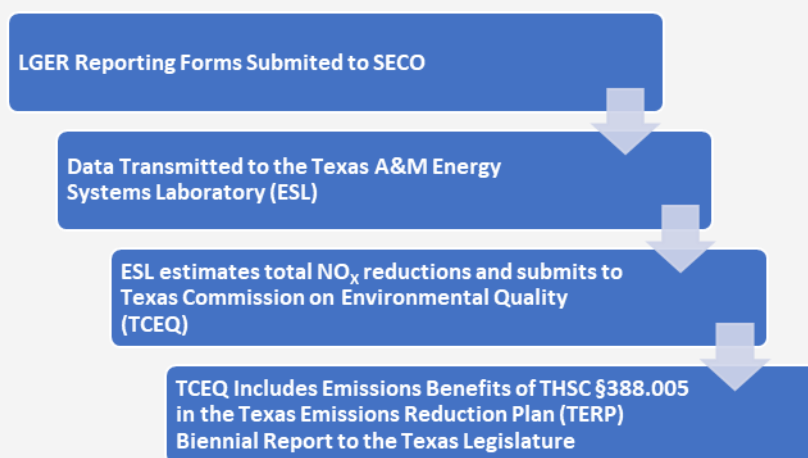 LGER Reporting Forms Submited to SECO
Data Transmitted to the Texas A&M Energy
Systems Laboratory (ESL)
ESL estimates total NOx reductions and submits to
Texas Commission on Environmental Quality
(TCEQ)
TCEQ Includes Emissions Benefits of THSC §388.005
in the Texas Emissions Reduction Plan (TERP)
Biennial Report to the Texas Legislature